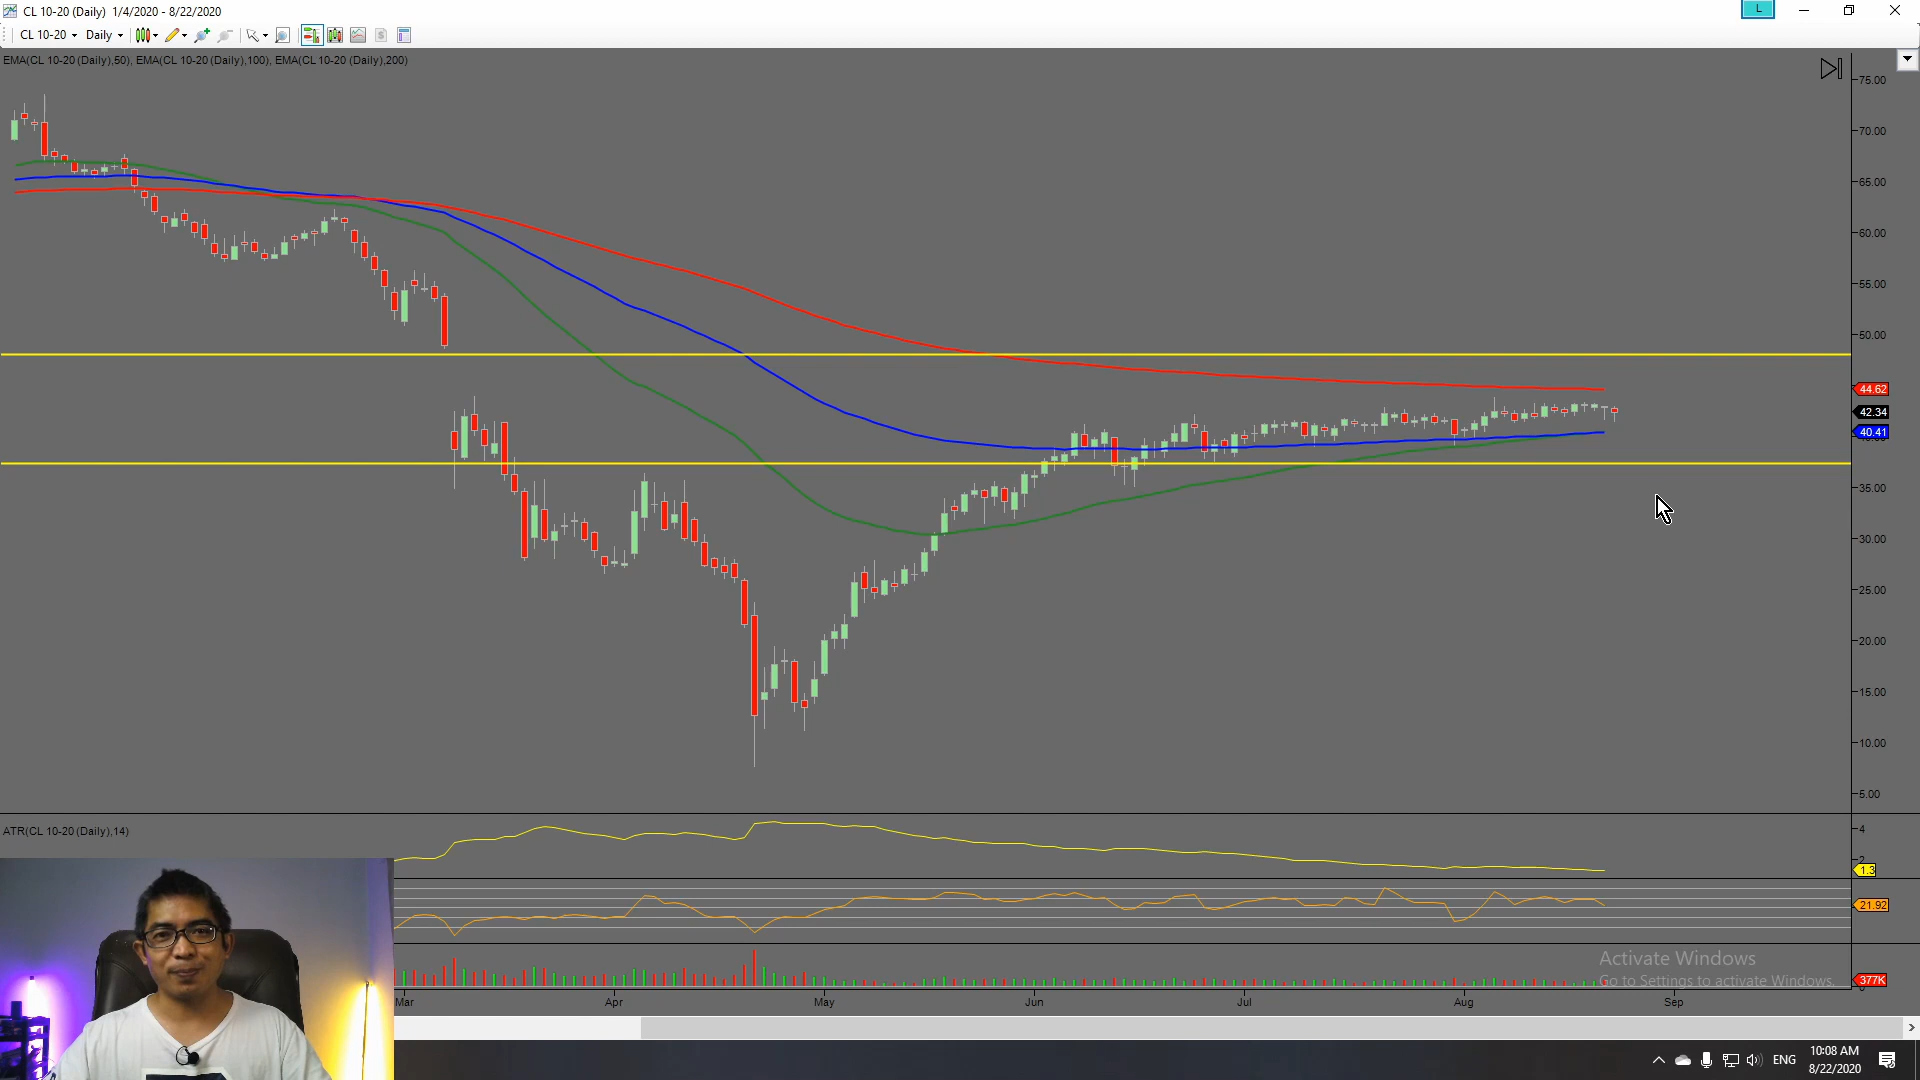 CL 10-20 (Daily) 1/4/2020 - 8/22/2020
L
CL 10-20 Daily
EMA(CL 10-20 (Daily),50), EMA(CL 10-20 (Daily),100), EMA(CL 10-20 (Daily),200)
75.00
70.00
65.00
60.00
55.00
50.00
44.62
42.34
40.41
35.00
30.00
25.00
20.00
15.00
10.00
5.00
ATR(CL 10-20 (Daily),14)
4
2
1.3
21.92
Activate Windows
Go to Settings to activate Windows.
377K
Mar Apr May Jun Jul Aug Sep
ENG
10:08 AM
8/22/2020